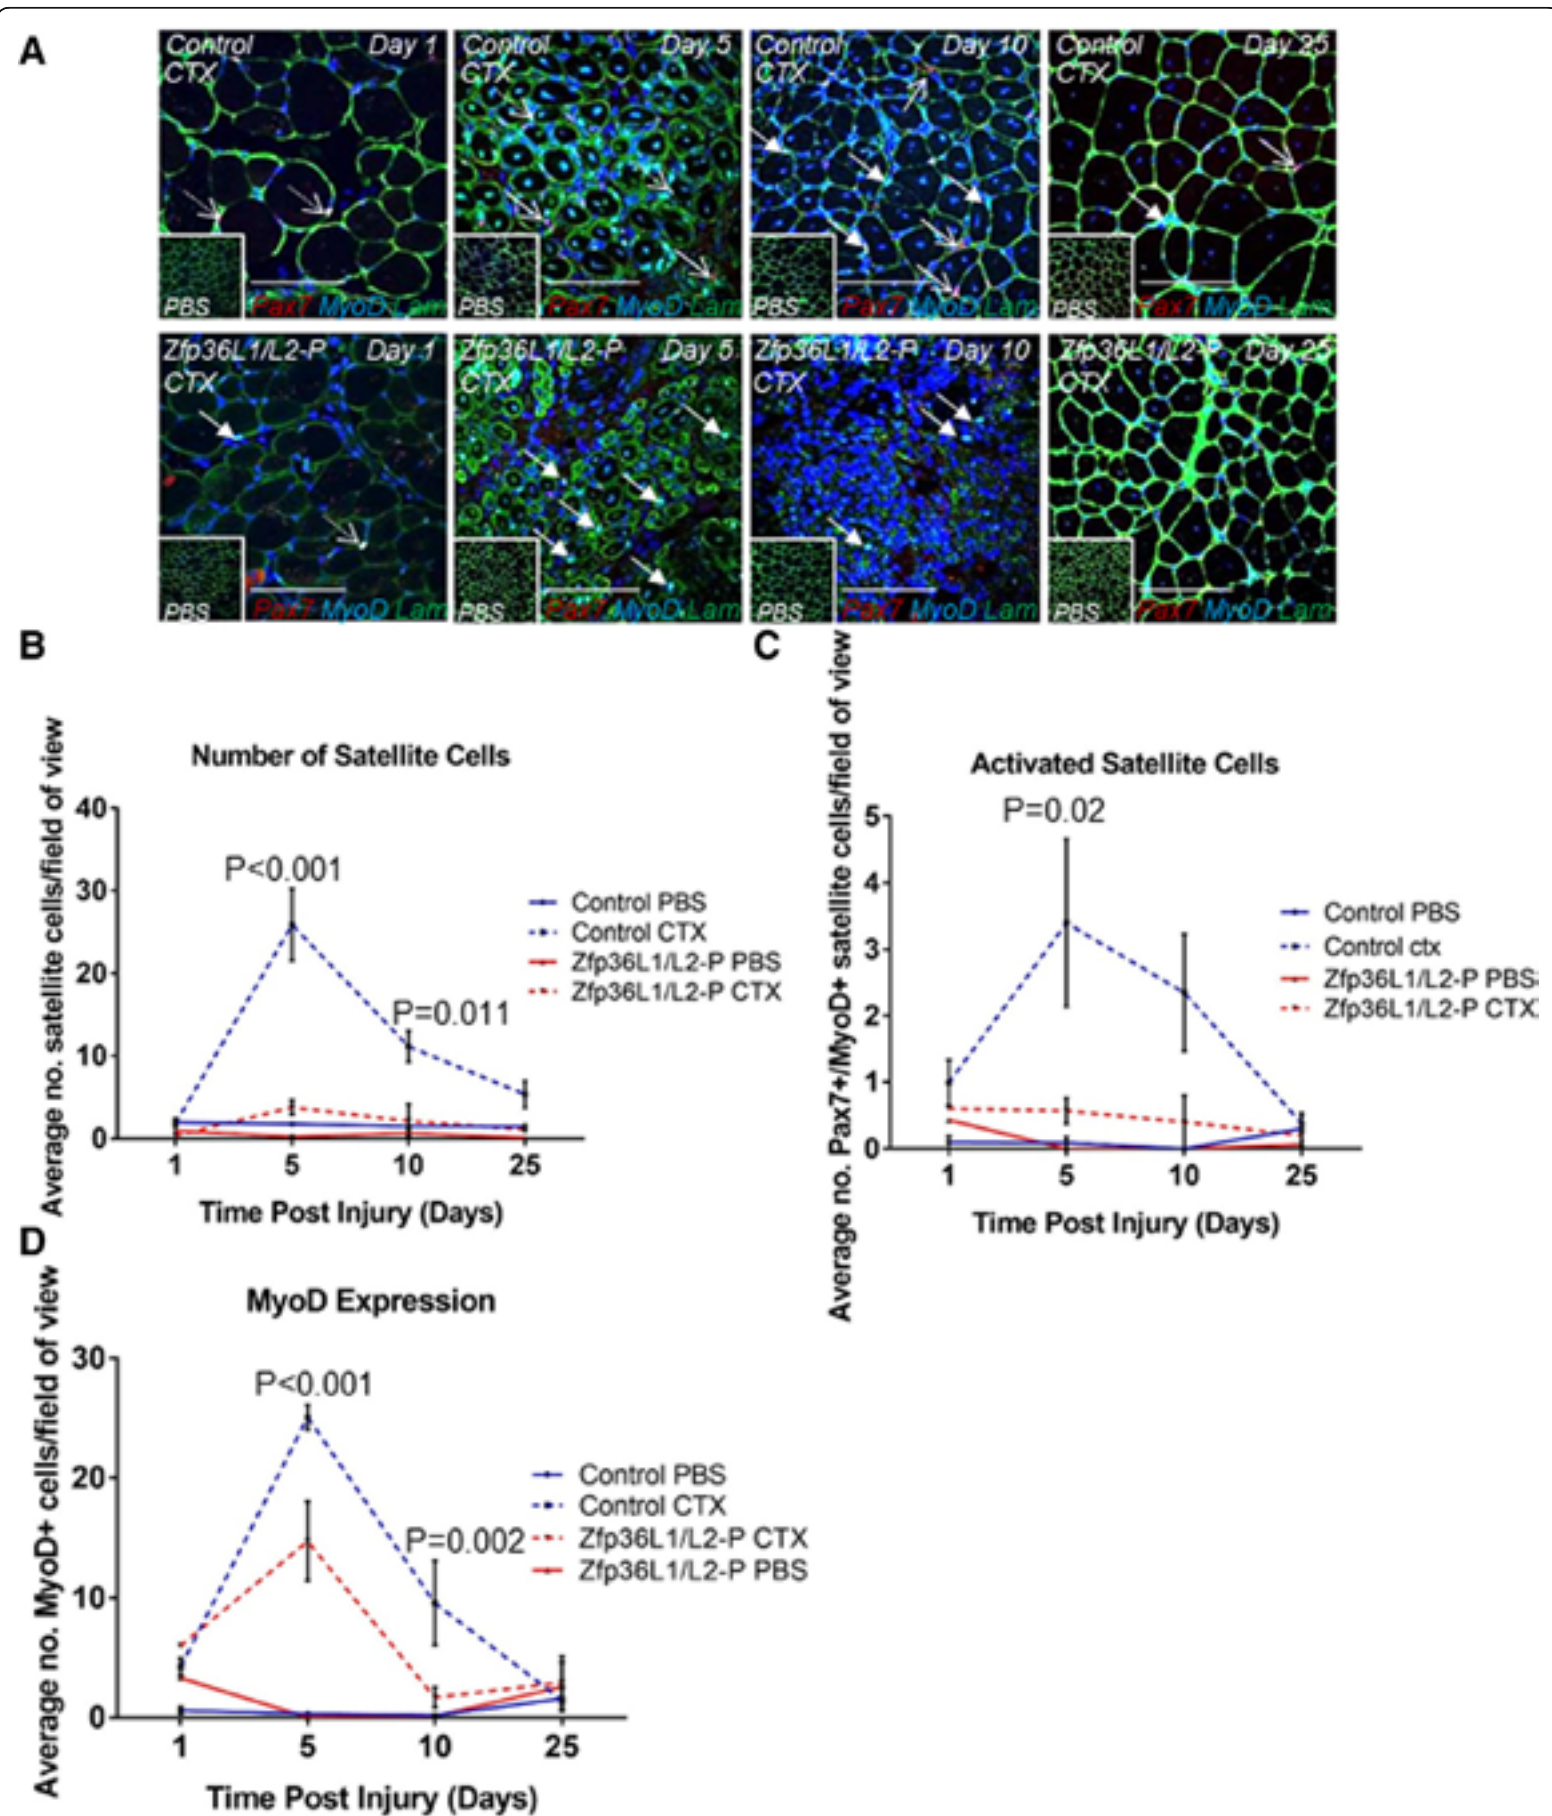 A
Control Day 1
CTX
PBS Pax7 MyoD Lam
Control Day 5
CTX
PBS Pax7 MyoD Lam
Control Day 10
CTX
PBS Pax7 MyoD Lam
Control Day 25
CTX
PBS Pax7 MyoD Lam
Zfp36L1/L2-P Day 1
CTX
PBS Pax7 MyoD Lam
Zfp36L1/L2-P Day 5
CTX
PBS Pax7 MyoD Lam
Zfp36L1/L2-P Day 10
CTX
PBS Pax7 MyoD Lam
Zfp36L1/L2-P Day 25
CTX
PBS Pax7 MyoD Lam
B
Number of Satellite Cells
Average no. satellite cells/field of view
40
30
20
10
0
P<0.001
P=0.011
Control PBS
Control CTX
Zfp36L1/L2-P PBS
Zfp36L1/L2-P CTX
1 5 10 25
Time Post Injury (Days)
C
Activated Satellite Cells
Average no. Pax7+/MyoD+ satellite cells/field of view
5
4
3
2
1
0
P=0.02
Control PBS
Control ctx
Zfp36L1/L2-P PBS
Zfp36L1/L2-P CTX
1 5 10 25
Time Post Injury (Days)
D
MyoD Expression
Average no. MyoD+ cells/field of view
30
20
10
0
P<0.001
P=0.002
Control PBS
Control CTX
Zfp36L1/L2-P CTX
Zfp36L1/L2-P PBS
1 5 10 25
Time Post Injury (Days)